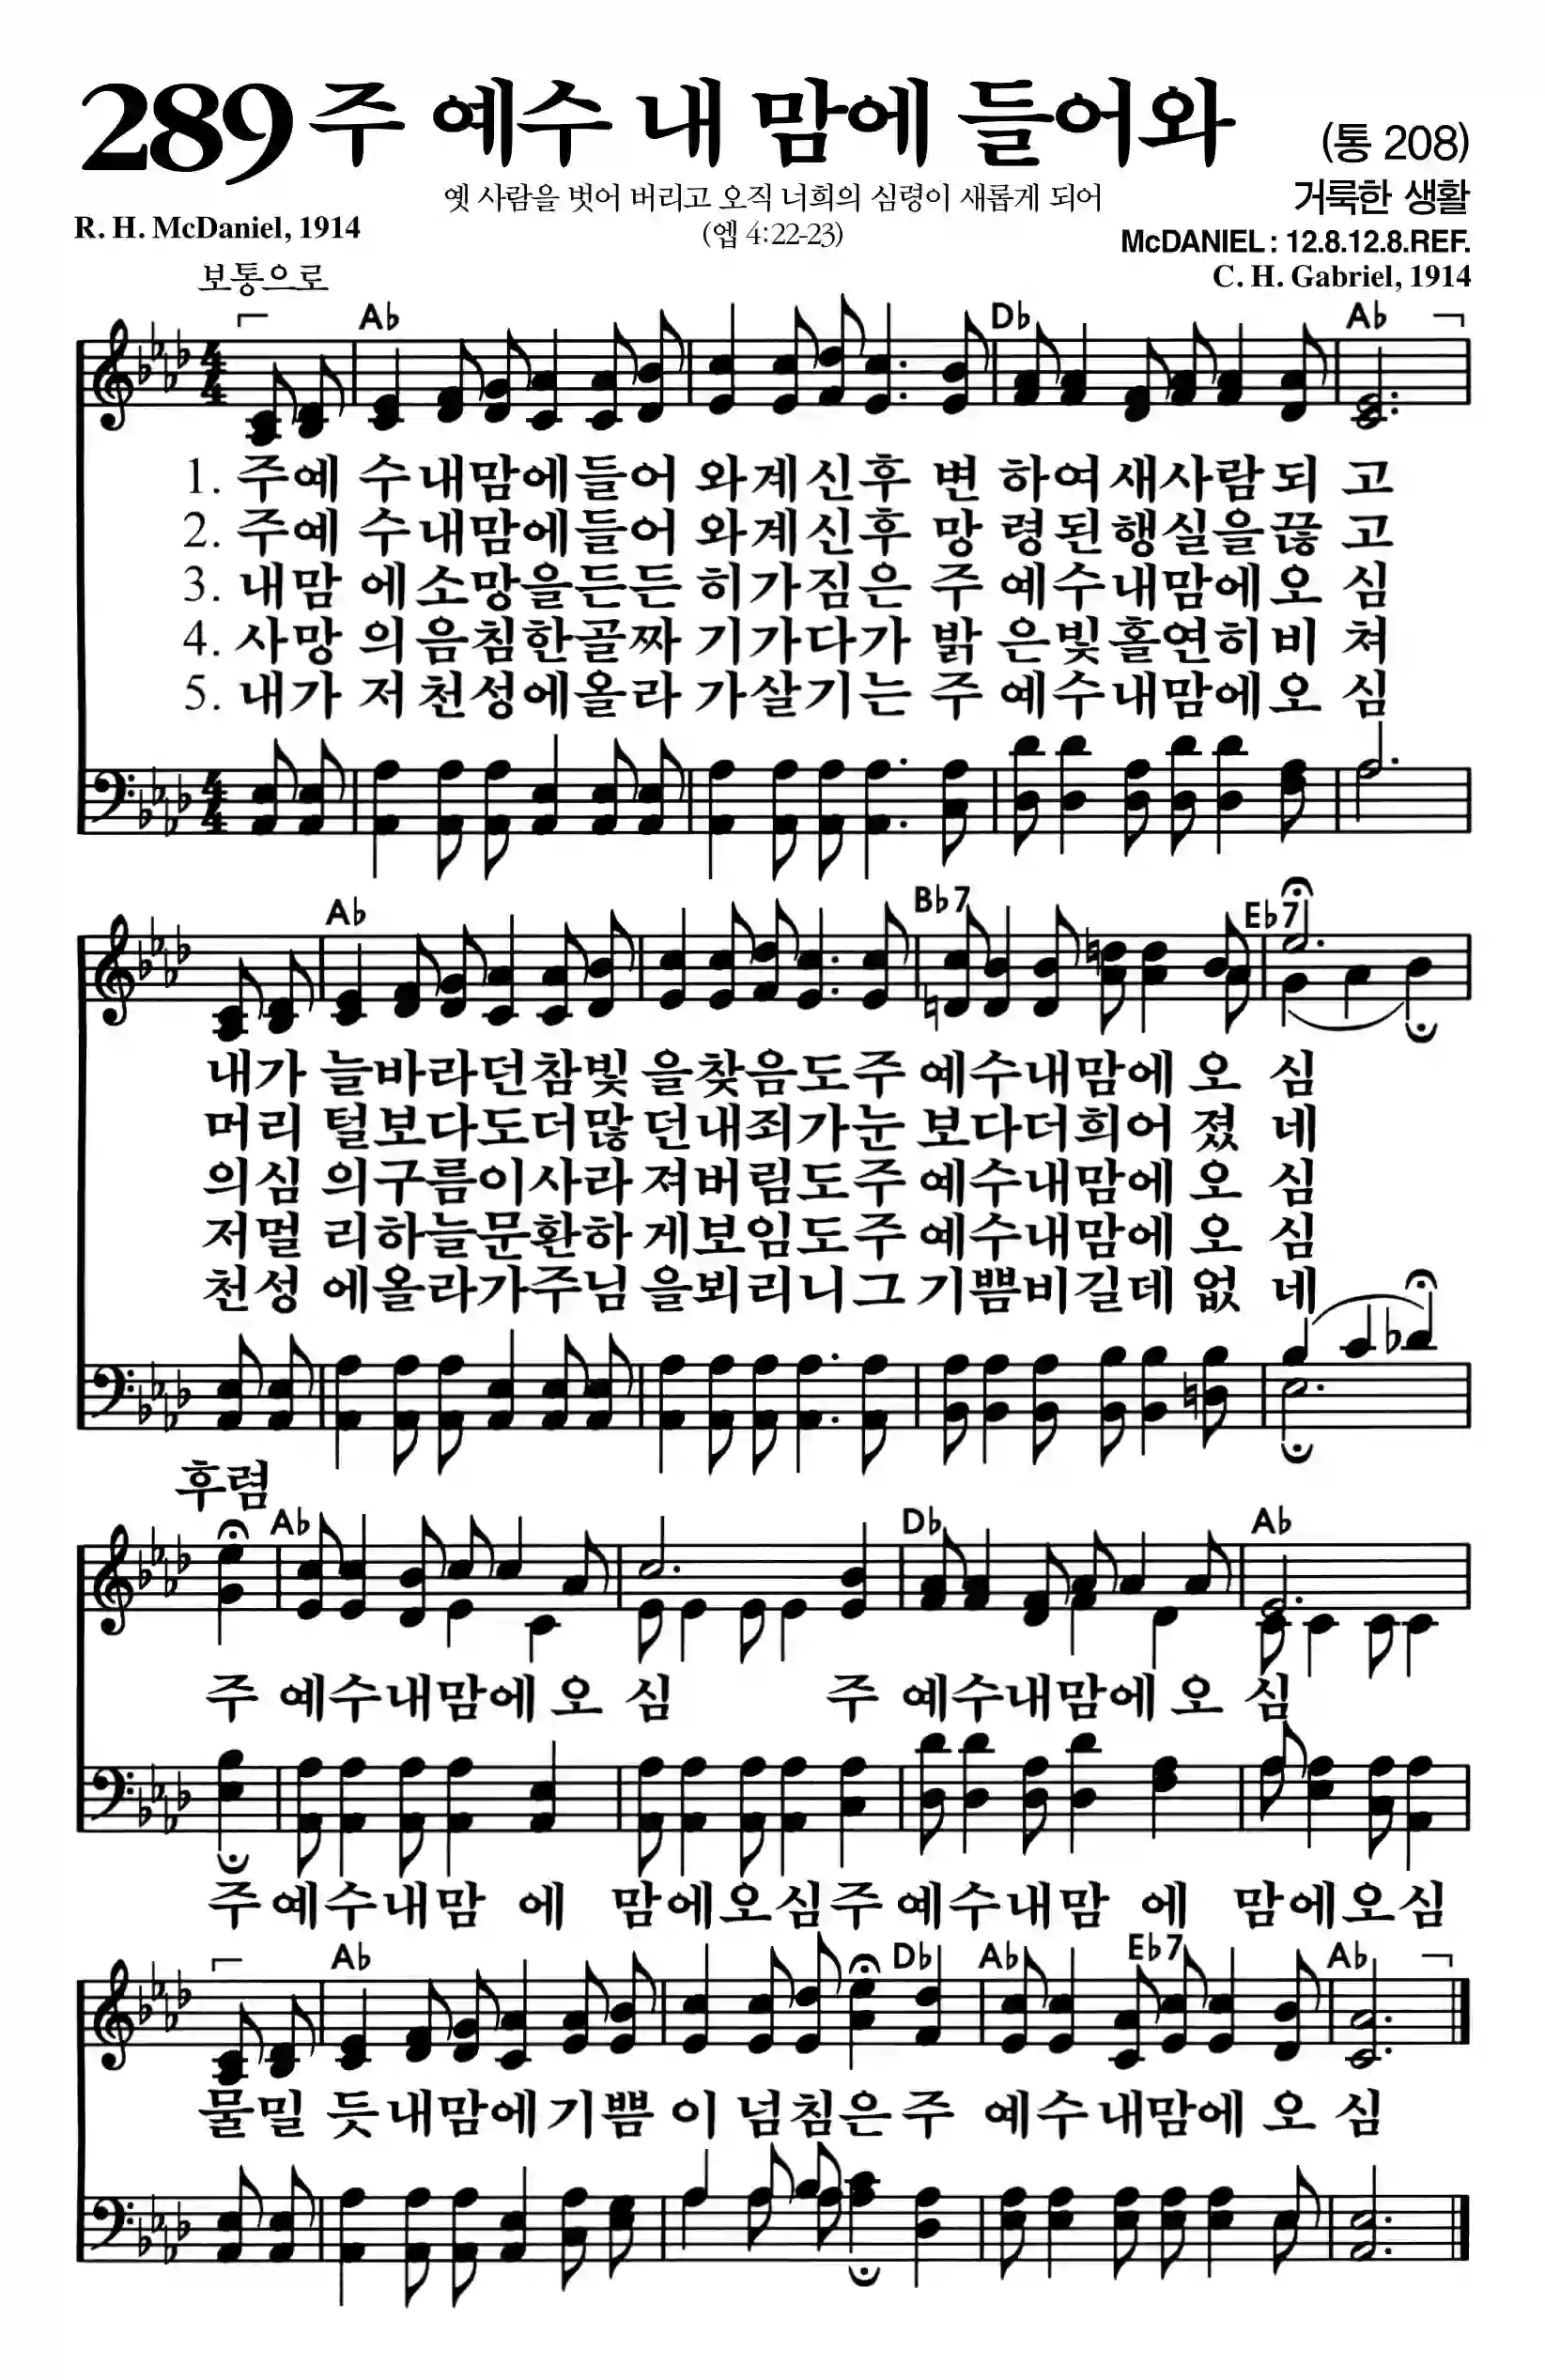 289 주 예수 내 맘에 들어와 (통 208)
옛 사람을 벗어 버리고 오직 너희의 심령이 새롭게 되어 거룩한 생활
R. H. McDaniel, 1914 (엡 4:22-23) McDANIEL : 12.8.12.8.REF.
보통으로 C. H. Gabriel, 1914
A♭ D♭ A♭
1. 주예 수내맘에들어 와계신후 변 하여새사람되 고
2. 주예 수내맘에들어 와계신후 망 령된행실을끊 고
3. 내맘 에소망을든든 히가짐은 주 예수내맘에오 심
4. 사망 의음침한골짜 기가다가 밝 은빛홀연히비 쳐
5. 내가 저천성에올라 가살기는 주 예수내맘에오 심
A♭ B♭7 E♭7
내가 늘바라던참빛 을찾음도주 예수내맘에 오 심
머리 털보다도더많 던내죄가눈 보다더희어 졌 네
의심 의구름이사라 져버림도주 예수내맘에 오 심
저멀 리하늘문환하 게보임도주 예수내맘에 오 심
천성 에올라가주님 을뵈리니그 기쁨비길데 없 네
후렴
A♭ D♭ A♭
주 예수내맘에 오 심 주 예수내맘에 오 심
주예수내맘 에 맘에오심주예수내맘 에 맘에오심
A♭ D♭ A♭ E♭7 A♭
물밀 듯내맘에기쁨 이 넘침은주 예수내맘에 오 심